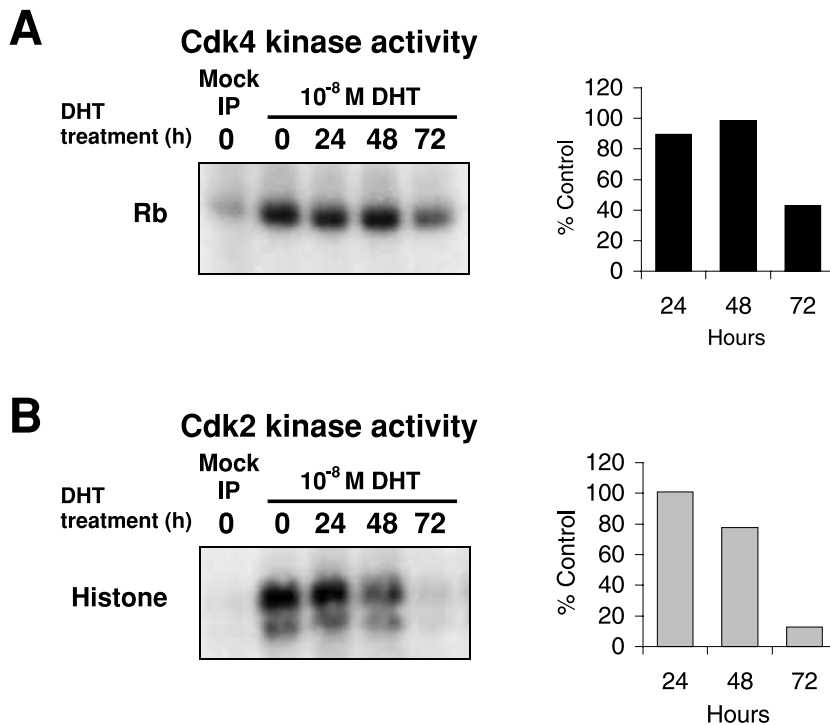 A
Cdk4 kinase activity
Mock
IP
10⁻⁸ M DHT
DHT
treatment (h)
0 0 24 48 72
Rb
120
100
80
60
40
20
0
% Control
24 48 72
Hours
B
Cdk2 kinase activity
Mock
IP
10⁻⁸ M DHT
DHT
treatment (h)
0 0 24 48 72
Histone
120
100
80
60
40
20
0
% Control
24 48 72
Hours